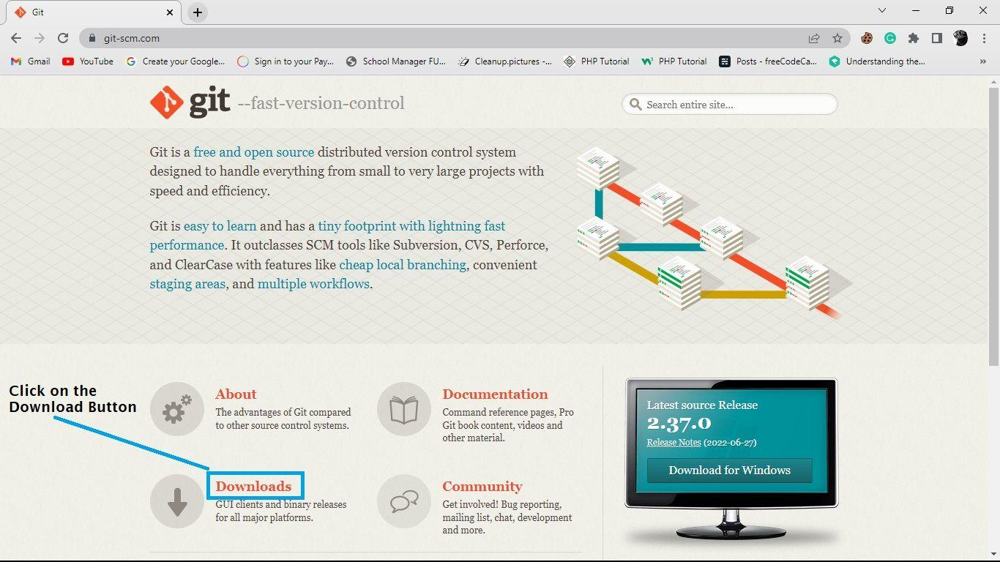 Git
git-scm.com
Gmail
YouTube
Create your Google...
Sign in to your Pay...
School Manager FU...
Cleanup.pictures -...
PHP Tutorial
PHP Tutorial
Posts - freeCodeCa...
Understanding the...
git --fast-version-control
Search entire site...
Git is a free and open source distributed version control system
designed to handle everything from small to very large projects with
speed and efficiency.
Git is easy to learn and has a tiny footprint with lightning fast
performance. It outclasses SCM tools like Subversion, CVS, Perforce,
and ClearCase with features like cheap local branching, convenient
staging areas, and multiple workflows.
Click on the
Download Button
About
The advantages of Git compared
to other source control systems.
Documentation
Command reference pages, Pro
Git book content, videos and
other material.
Downloads
GUI clients and binary releases
for all major platforms.
Community
Get involved! Bug reporting,
mailing list, chat, development
and more.
Latest source Release
2.37.0
Release Notes (2022-06-27)
Download for Windows